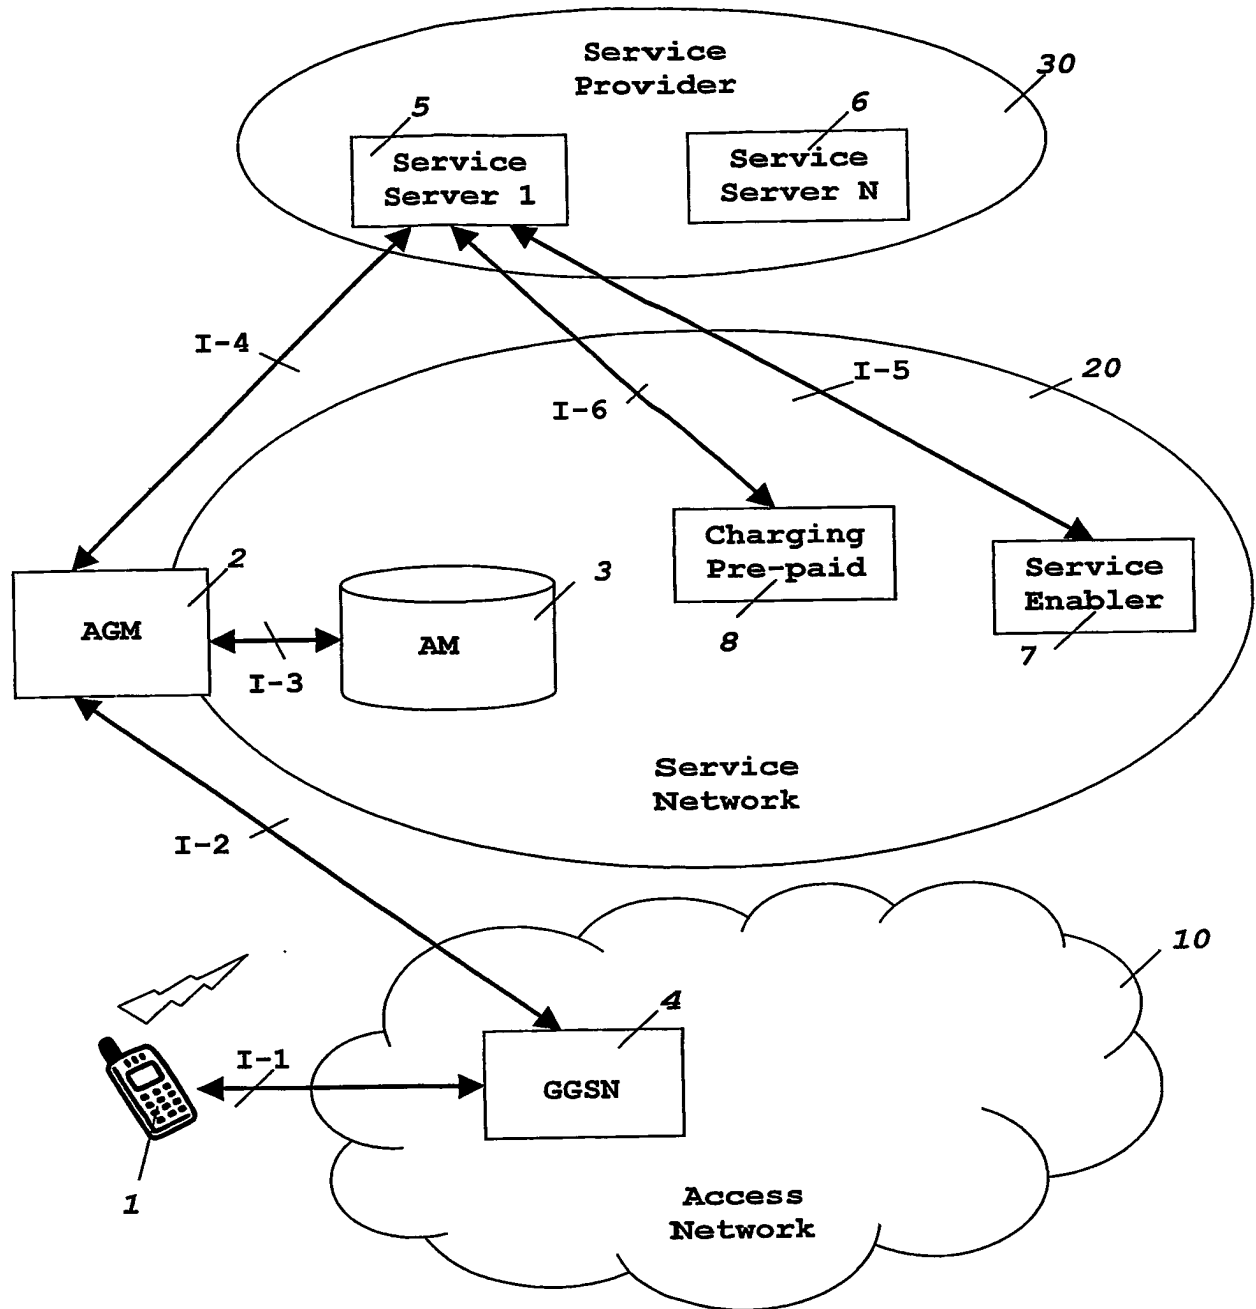 Service
Provider
30
5
6
Service
Server 1
Service
Server N
I-4
I-6
I-5
20
Charging
Pre-paid
8
Service
Enabler
7
2
AGM
3
AM
I-3
Service
Network
I-2
10
4
GGSN
I-1
1
Access
Network